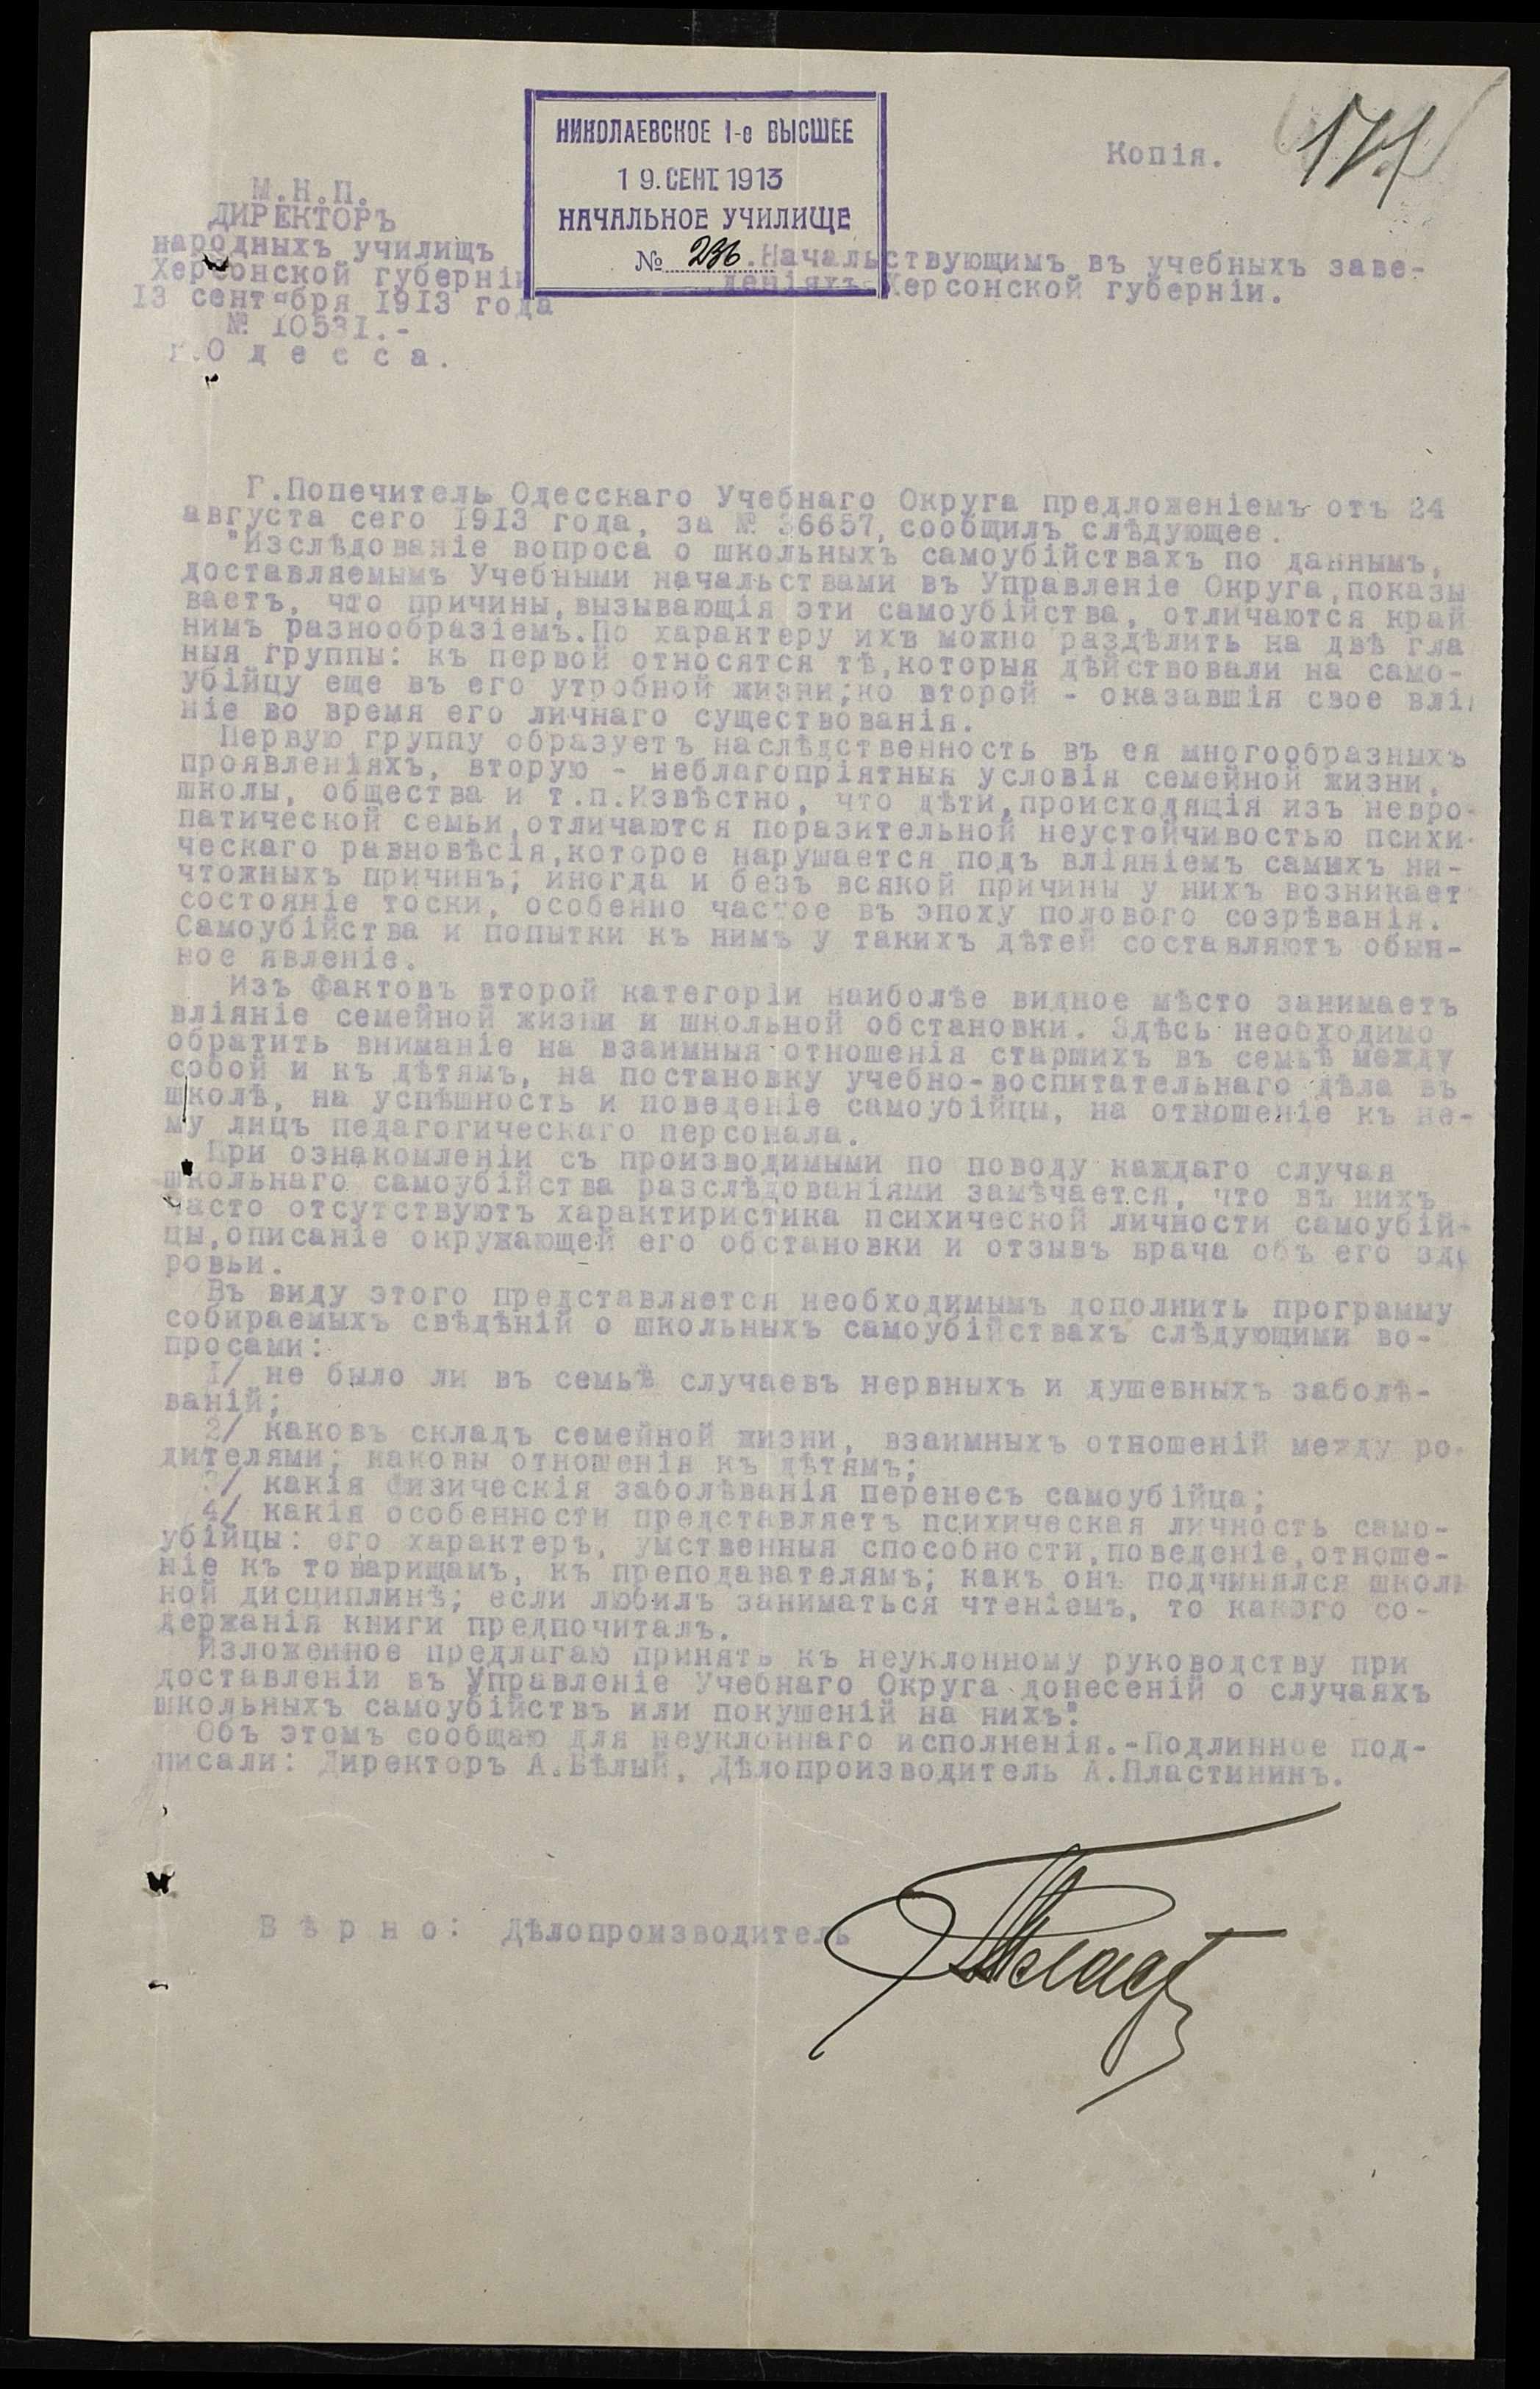 НИКОЛАЕВСКОЕ 1-е ВЫСШЕЕ
19. СЕНТ. 1913
НАЧАЛЬНОЕ УЧИЛИЩЕ
№ 236.
Копія.
М.Н.П.
ДИРЕКТОРЪ
народныхъ училищъ
Херсонской губерніи
13 сентября 1913 года
№ 10531.-
г.О д е с с а.
Начальствующимъ въ учебныхъ заве-
деніяхъ Херсонской губерніи.
Г.Попечитель Одесскаго Учебнаго Округа предложеніемъ отъ 24
августа сего 1913 года, за № 36657, сообщилъ слѣдующее.
"Изслѣдованіе вопроса о школьныхъ самоубійствахъ по даннымъ,
доставляемымъ Учебными начальствами въ Управленіе Округа,показы
ваетъ, что причины,вызывающія эти самоубійства, отличаются край
нимъ разнообразіемъ.По характеру ихъ можно раздѣлить на двѣ гла
ныя группы: къ первой относятся тѣ,которыя дѣйствовали на само-
убійцу еще въ его утробной жизни;ко второй - оказавшія свое влі
ніе во время его личнаго существованія.
Первую группу образуетъ наслѣдственность въ ея многообразныхъ
проявленіяхъ, вторую - неблагопріятныя условія семейной жизни,
школы, общества и т.п.Извѣстно, что дѣти,происходящія изъ невро-
патической семьи,отличаются поразительной неустойчивостью психи-
ческаго равновѣсія,которое нарушается подъ вліяніемъ самыхъ ни-
чтожныхъ причинъ; иногда и безъ всякой причины у нихъ возникает
состояніе тоски, особенно частое въ эпоху полового созрѣванія.
Самоубійства и попытки къ нимъ у такихъ дѣтей составляютъ обыч-
ное явленіе.
Изъ фактовъ второй категоріи наиболѣе видное мѣсто занимаетъ
вліяніе семейной жизни и школьной обстановки. Здѣсь необходимо
обратить вниманіе на взаимныя отношенія старшихъ въ семьѣ между
собой и къ дѣтямъ, на постановку учебно-воспитательнаго дѣла въ
школѣ, на успѣшность и поведеніе самоубійцы, на отношеніе къ не-
му лицъ педагогическаго персонала.
При ознакомленіи съ производимыми по поводу каждаго случая
школьнаго самоубійства разслѣдованіями замѣчается, что въ нихъ
часто отсутствуютъ характиристика психической личности самоубій-
цы,описаніе окружающей его обстановки и отзывъ врача объ его здо
ровьи.
Въ виду этого представляется необходимымъ дополнить программу
собираемыхъ свѣдѣній о школьныхъ самоубійствахъ слѣдующими во-
просами:
1/ не было ли въ семьѣ случаевъ нервныхъ и душевныхъ заболѣ-
ваній;
2/ каковъ складъ семейной жизни, взаимныхъ отношеній между ро-
дителями; каковы отношенія къ дѣтямъ;
3/ какія физическія заболѣванія перенесъ самоубійца;
4/ какія особенности представляетъ психическая личность само-
убійцы: его характеръ, умственныя способности,поведеніе,отноше-
ніе къ товарищамъ, къ преподавателямъ; какъ онъ подчинялся школь
ной дисциплинѣ; если любилъ заниматься чтеніемъ, то какого со-
держанія книги предпочиталъ.
Изложенное предлагаю принять къ неуклонному руководству при
доставленіи въ Управленіе Учебнаго Округа донесеній о случаяхъ
школьныхъ самоубійствъ или покушеній на нихъ".
Объ этомъ сообщаю для неуклоннаго исполненія.-Подлинное под-
писали: Директоръ А.Бѣлый, Дѣлопроизводитель А.Пластининъ.
В ѣ р н о: Дѣлопроизводитель